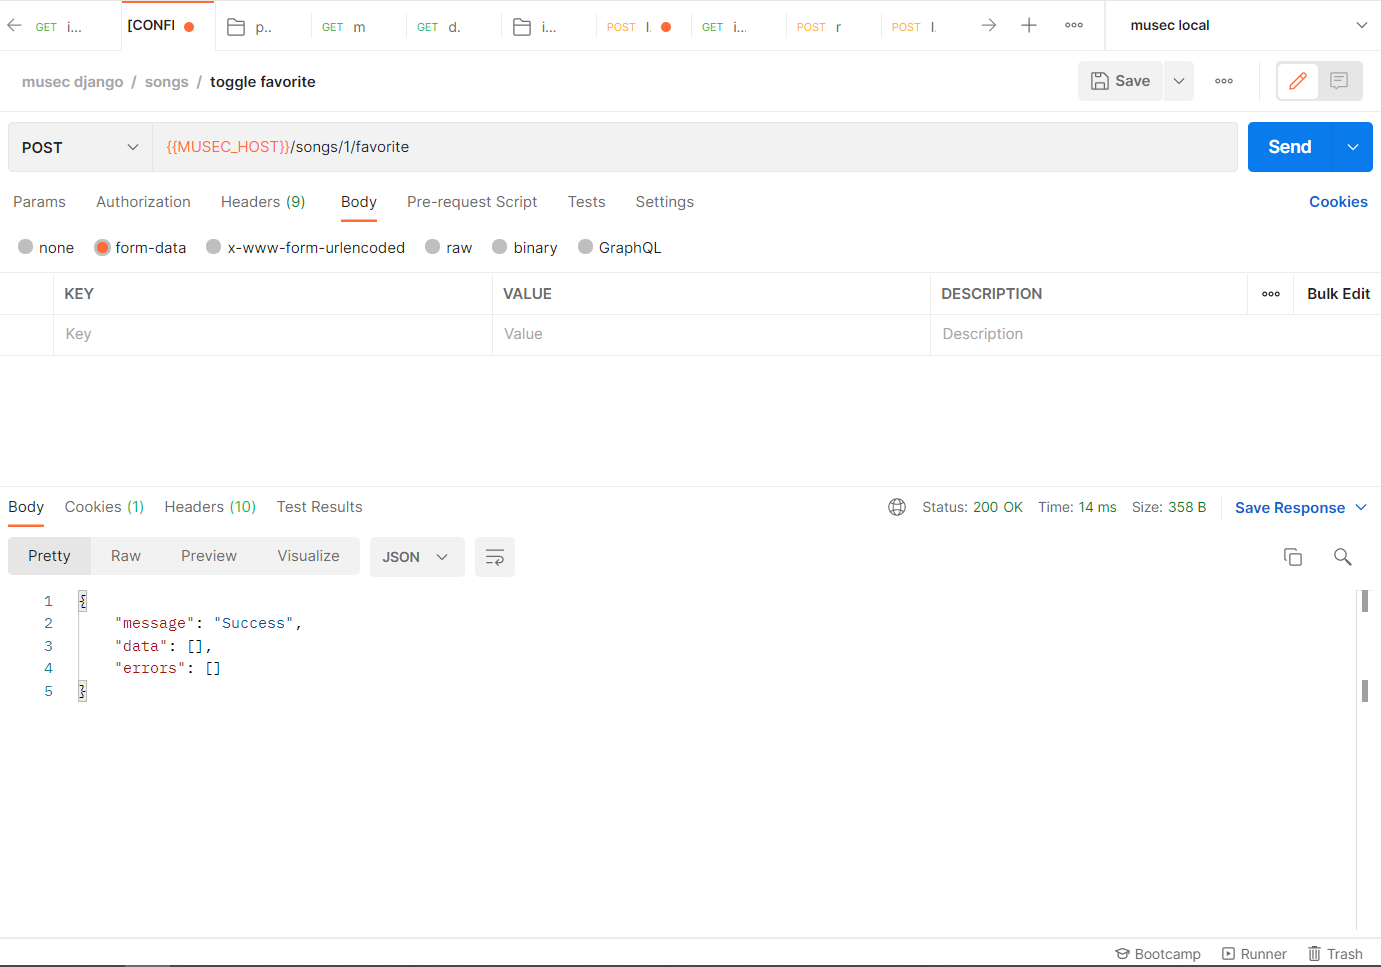 GET i...
[CONFI
p..
GET m
GET d.
i...
POST l.
GET i...
POST r
POST l.
musec local
musec django / songs / toggle favorite
Save
POST
{{MUSEC_HOST}}/songs/1/favorite
Send
Params Authorization Headers (9) Body Pre-request Script Tests Settings Cookies
none form-data x-www-form-urlencoded raw binary GraphQL
KEY VALUE DESCRIPTION Bulk Edit
Key Value Description
Body Cookies (1) Headers (10) Test Results Status: 200 OK Time: 14 ms Size: 358 B Save Response
Pretty Raw Preview Visualize JSON
1 {
2 "message": "Success",
3 "data": [],
4 "errors": []
5 }
Bootcamp Runner Trash